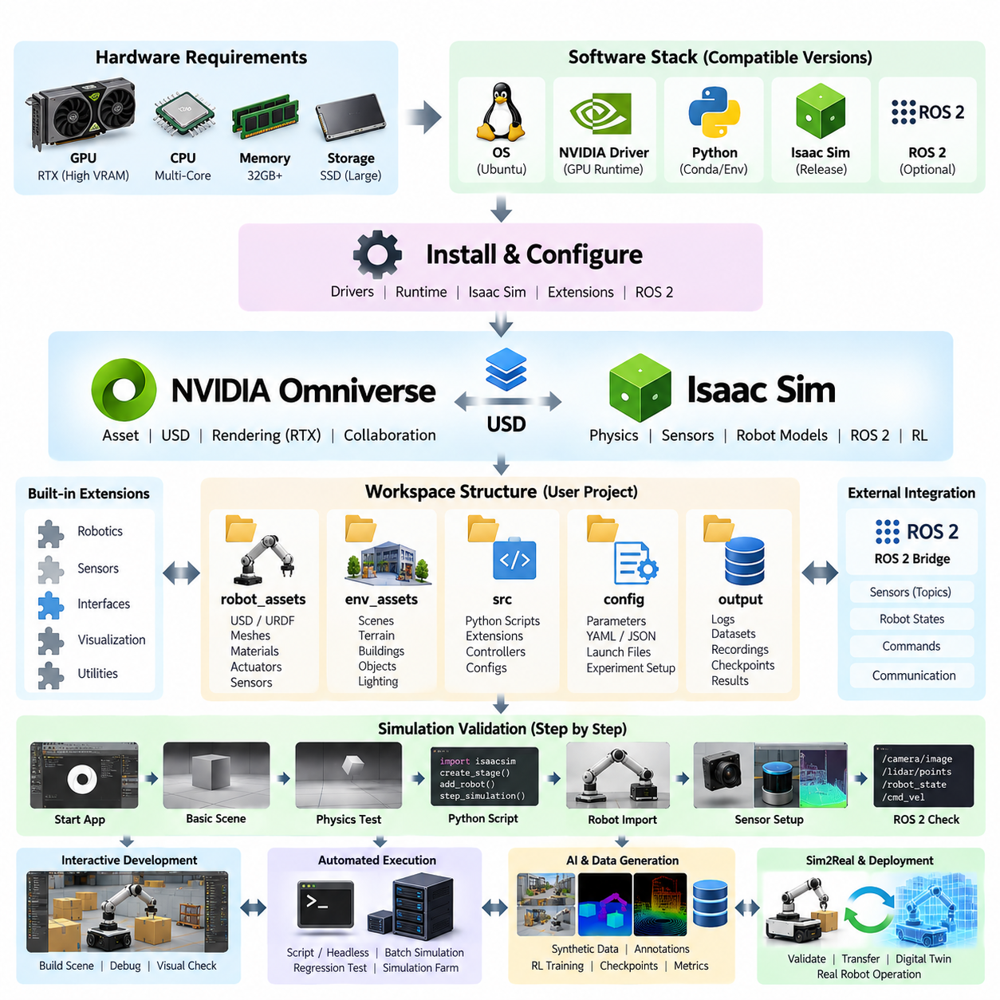 Hardware Requirements
GPU
RTX (High VRAM)
CPU
Multi-Core
Memory
32GB+
Storage
SSD (Large)
Software Stack (Compatible Versions)
OS
(Ubuntu)
NVIDIA Driver
(GPU Runtime)
Python
(Conda/Env)
Isaac Sim
(Release)
ROS 2
ROS 2
(Optional)
Install & Configure
Drivers | Runtime | Isaac Sim | Extensions | ROS 2
NVIDIA Omniverse
Asset | USD | Rendering (RTX) | Collaboration
USD
Isaac Sim
Physics | Sensors | Robot Models | ROS 2 | RL
Built-in Extensions
Robotics
Sensors
Interfaces
Visualization
Utilities
Workspace Structure (User Project)
robot_assets
USD / URDF
Meshes
Materials
Actuators
Sensors
env_assets
Scenes
Terrain
Buildings
Objects
Lighting
</>
src
Python Scripts
Extensions
Controllers
Configs
config
Parameters
YAML / JSON
Launch Files
Experiment Setup
output
Logs
Datasets
Recordings
Checkpoints
Results
External Integration
ROS 2
ROS 2 Bridge
Sensors (Topics)
Robot States
Commands
Communication
Simulation Validation (Step by Step)
Start App
Basic Scene
Physics Test
import isaacsim
create_stage()
add_robot()
step_simulation()
Python Script
Robot Import
Sensor Setup
/camera/image
/lidar/points
/robot_state
/cmd_vel
ROS 2 Check
Interactive Development
Build Scene | Debug | Visual Check
Automated Execution
>_
Script / Headless | Batch Simulation
Regression Test | Simulation Farm
AI & Data Generation
Synthetic Data | Annotations
RL Training | Checkpoints | Metrics
Sim2Real & Deployment
Validate | Transfer | Digital Twin
Real Robot Operation